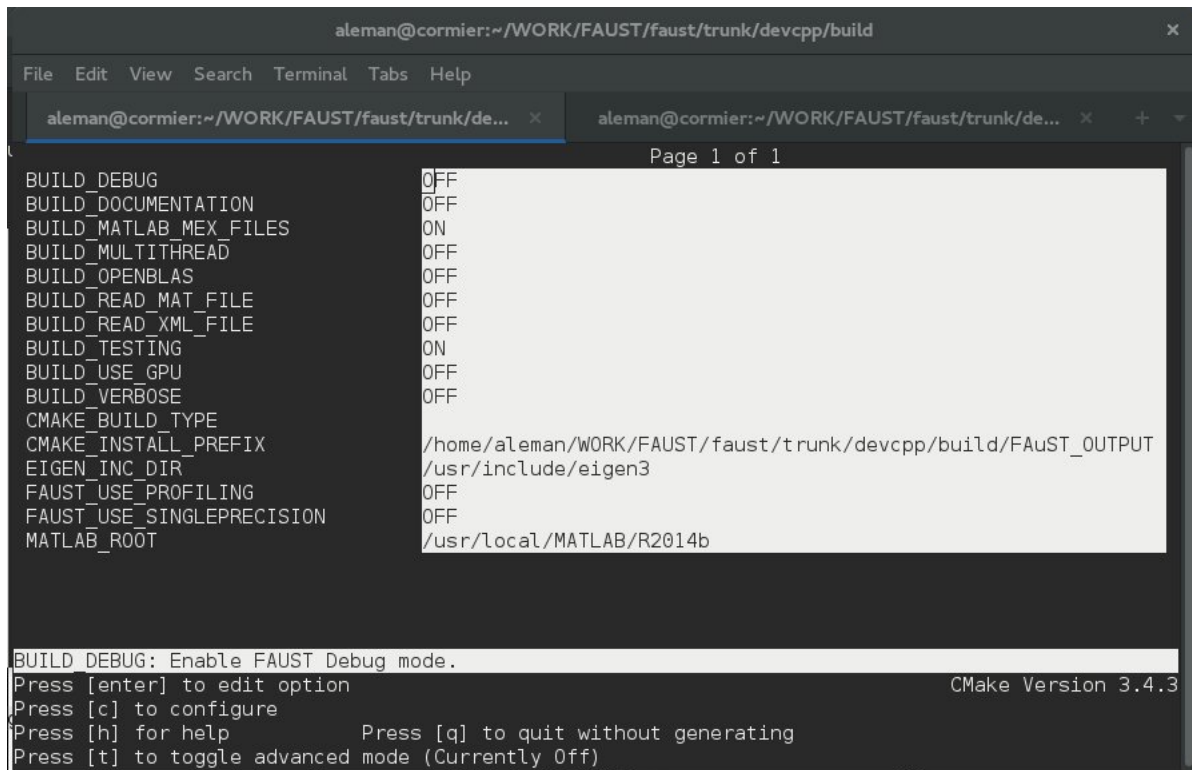 aleman@cormier:~/WORK/FAUST/faust/trunk/devcpp/build ×
File Edit View Search Terminal Tabs Help
aleman@cormier:~/WORK/FAUST/faust/trunk/de... × aleman@cormier:~/WORK/FAUST/faust/trunk/de... × +
Page 1 of 1
BUILD_DEBUG OFF
BUILD_DOCUMENTATION OFF
BUILD_MATLAB_MEX_FILES ON
BUILD_MULTITHREAD OFF
BUILD_OPENBLAS OFF
BUILD_READ_MAT_FILE OFF
BUILD_READ_XML_FILE OFF
BUILD_TESTING ON
BUILD_USE_GPU OFF
BUILD_VERBOSE OFF
CMAKE_BUILD_TYPE
CMAKE_INSTALL_PREFIX /home/aleman/WORK/FAUST/faust/trunk/devcpp/build/FAuST_OUTPUT
EIGEN_INC_DIR /usr/include/eigen3
FAUST_USE_PROFILING OFF
FAUST_USE_SINGLEPRECISION OFF
MATLAB_ROOT /usr/local/MATLAB/R2014b
BUILD_DEBUG: Enable FAUST Debug mode.
Press [enter] to edit option CMake Version 3.4.3
Press [c] to configure
Press [h] for help Press [q] to quit without generating
Press [t] to toggle advanced mode (Currently Off)